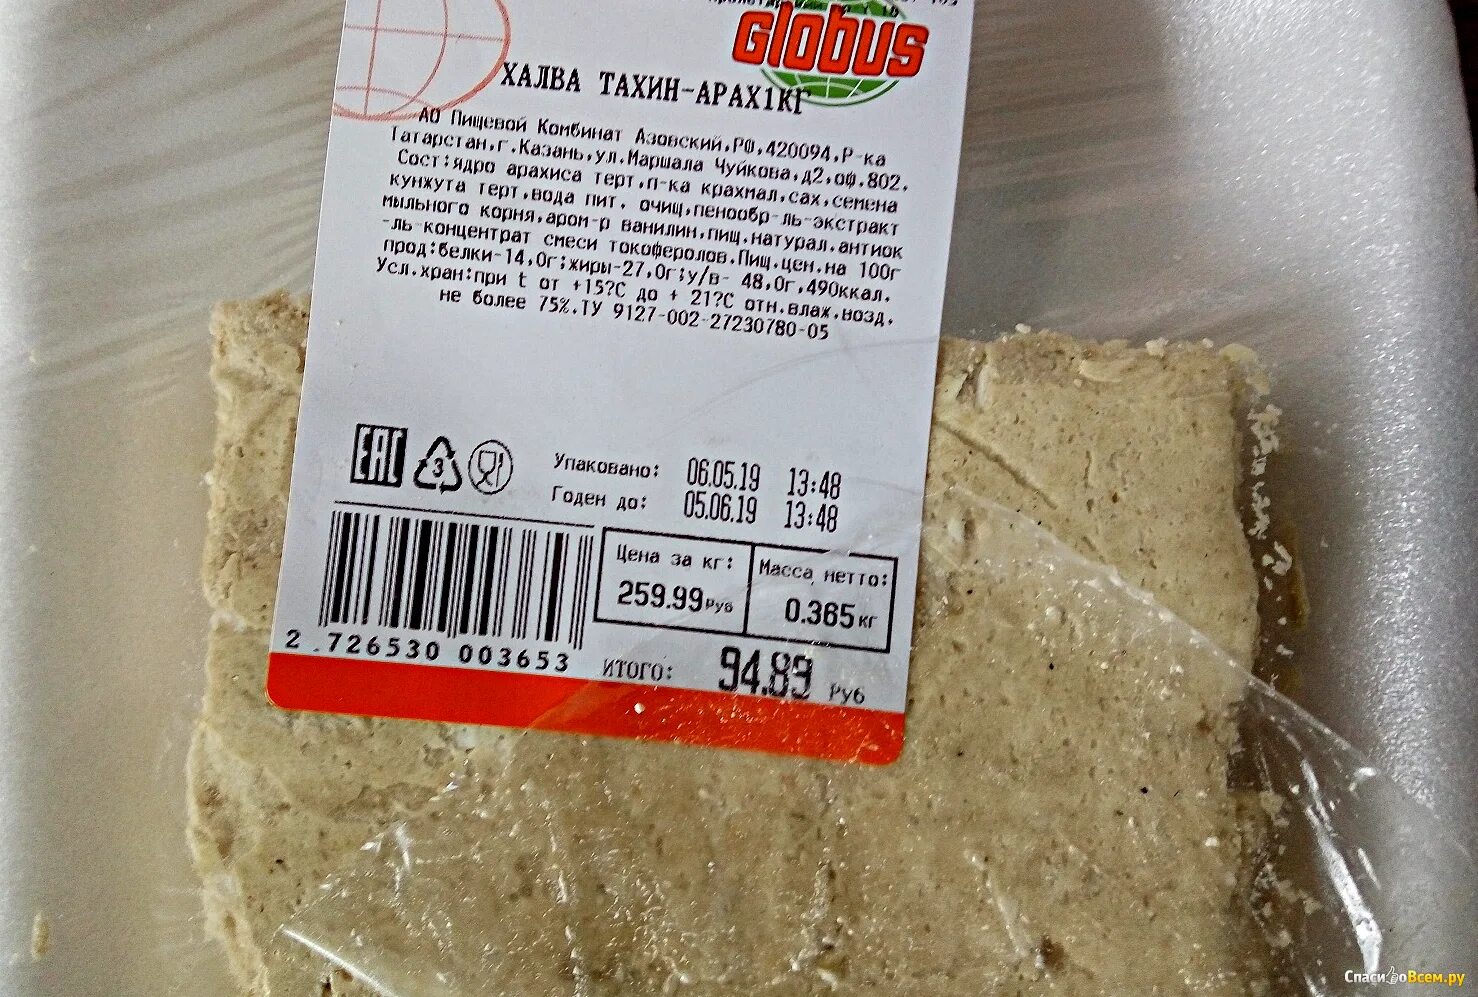 Globus
ХАЛВА ТАХИН-АРАХ1КГ
АО Пищевой Комбинат Азовский,РФ,420094,Р-ка
Татарстан,г.Казань,ул.Маршала Чуйкова,д2,оф.802.
Сост:ядро арахиса терт,п-ка крахмал,сах,семена
кунжута терт,вода пит. очищ,пенообр-ль-экстракт
мыльного корня,аром-р ванилин,пищ.натурал.антиок
-ль-концентрат смеси токоферолов.Пищ.цен.на 100г
прод:белки-14,0г;жиры-27,0г;у/в- 48,0г,490ккал.
Усл.хран:при t от +15?С до + 21?С отн.влаж.возд.
не более 75%.ТУ 9127-002-27230780-05
EAC
3
Упаковано: 06.05.19 13:48
Годен до: 05.06.19 13:48
Цена за кг: Масса нетто:
259.99 Руб 0.365 кг
2 726530 003653
ИТОГО: 94.89 Руб
СпасибоВсем.ру